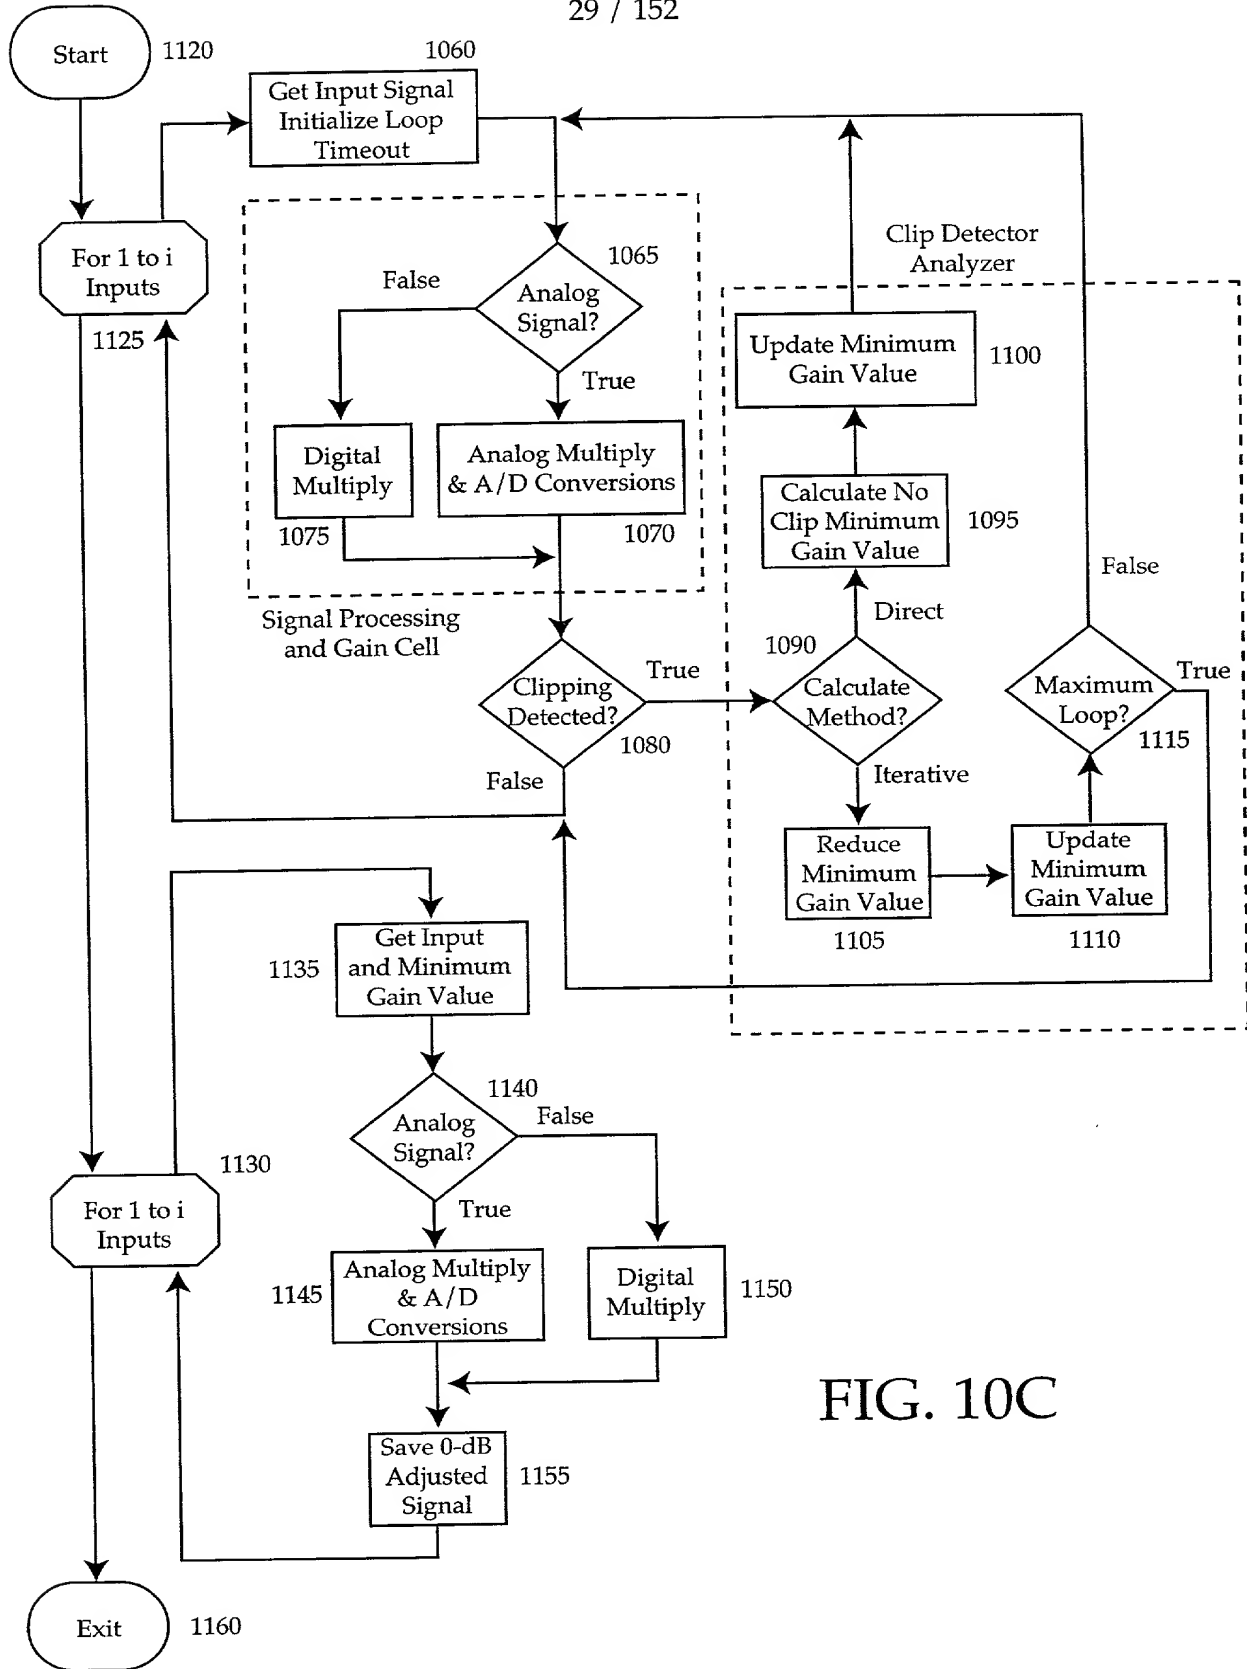 29 / 152
Start
1120
1060
Get Input Signal
Initialize Loop
Timeout
For 1 to i
Inputs
1125
1065
False
Analog
Signal?
True
Digital
Multiply
1075
Analog Multiply
& A/D Conversions
1070
Signal Processing
and Gain Cell
Clip Detector
Analyzer
Update Minimum
Gain Value
1100
Calculate No
Clip Minimum
Gain Value
1095
Direct
False
1090
Calculate
Method?
Clipping
Detected?
True
1080
False
Maximum
Loop?
True
1115
Iterative
Reduce
Minimum
Gain Value
1105
Update
Minimum
Gain Value
1110
1135
Get Input
and Minimum
Gain Value
1140
Analog
Signal?
False
True
1130
For 1 to i
Inputs
1145
Analog Multiply
& A/D
Conversions
Digital
Multiply
1150
Save 0-dB
Adjusted
Signal
1155
FIG. 10C
Exit
1160